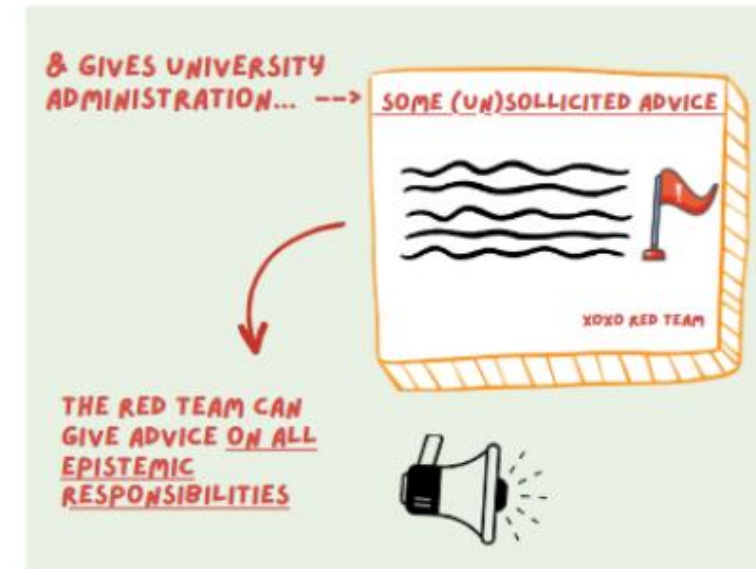 & GIVES UNIVERSITY
ADMINISTRATION... -->
SOME (UN)SOLLICITED ADVICE
!
XOXO RED TEAM
THE RED TEAM CAN
GIVE ADVICE ON ALL
EPISTEMIC
RESPONSIBILITIES